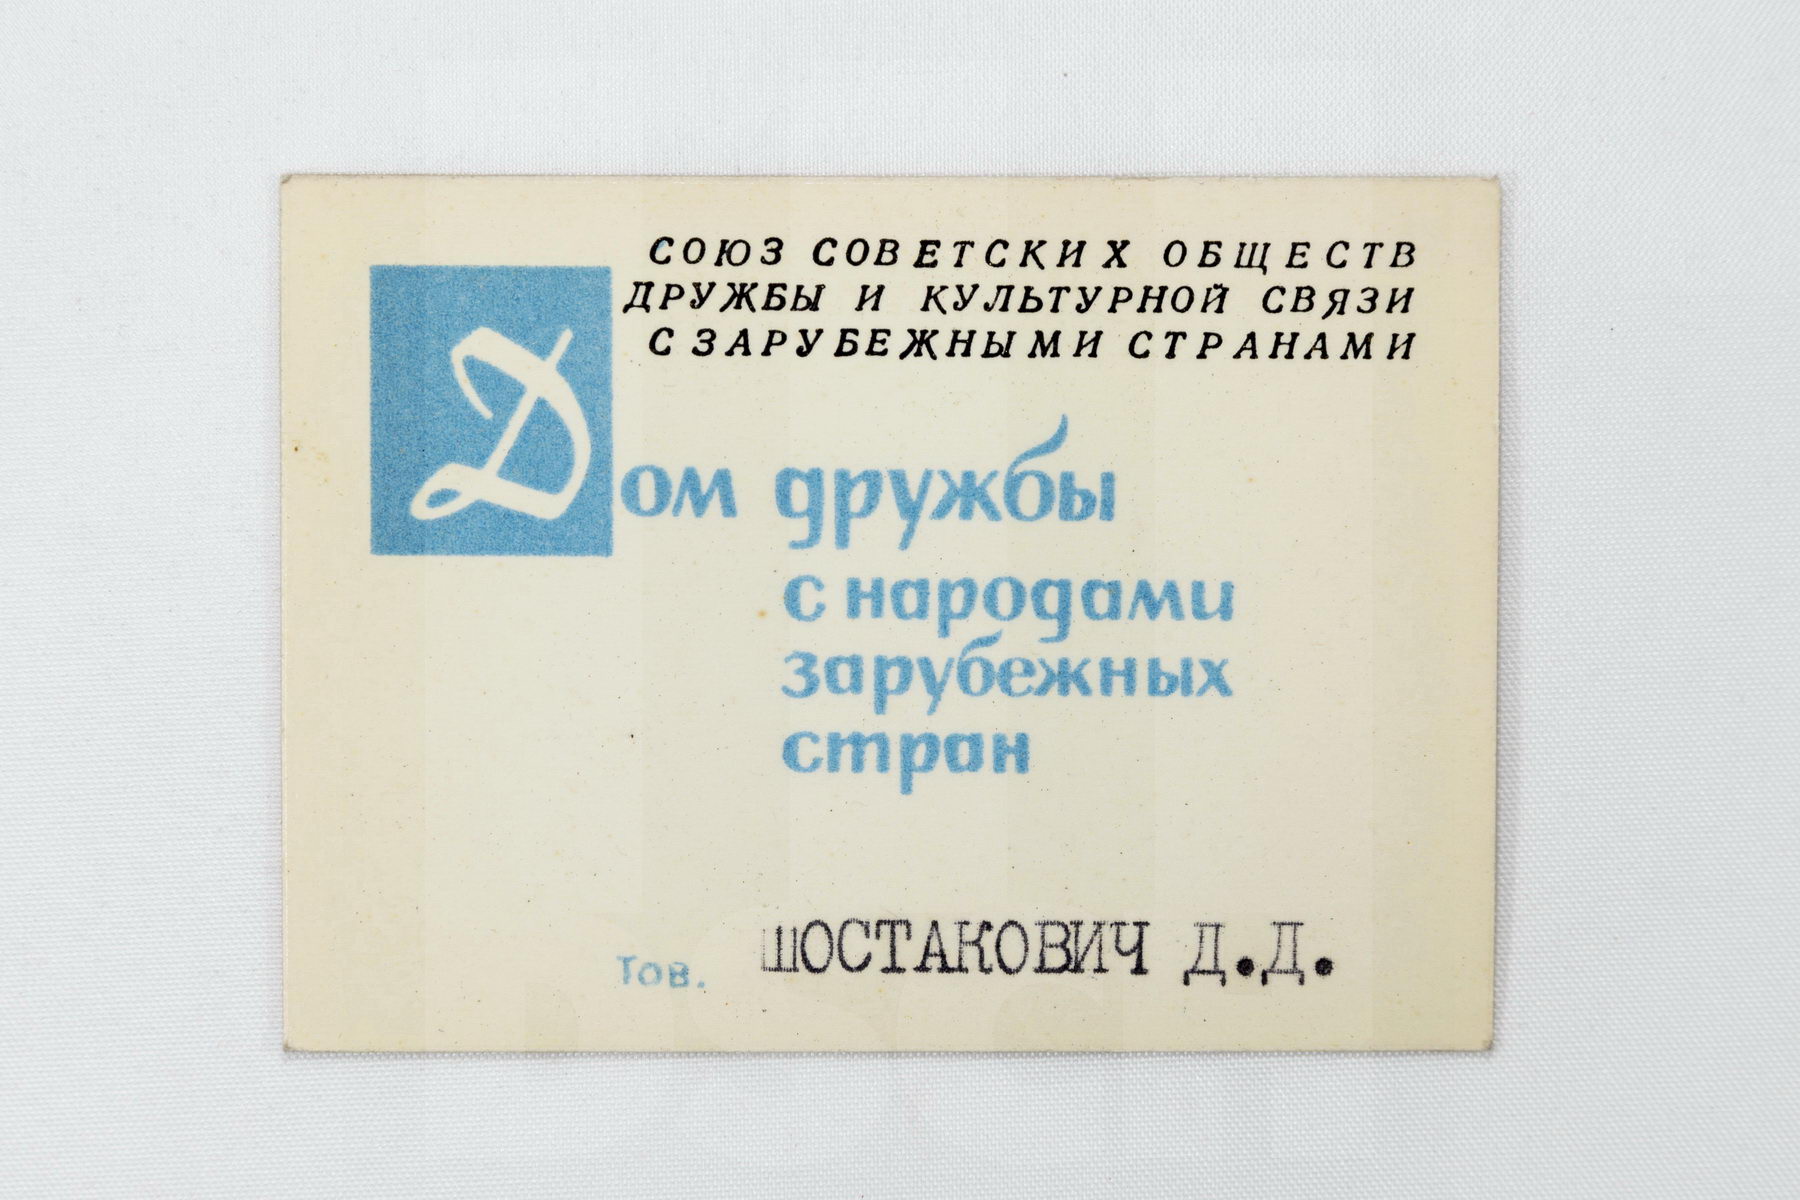 СОЮЗ СОВЕТСКИХ ОБЩЕСТВ
ДРУЖБЫ И КУЛЬТУРНОЙ СВЯЗИ
С ЗАРУБЕЖНЫМИ СТРАНАМИ
Дом дружбы
с народами
зарубежных
стран
Тов. ШОСТАКОВИЧ Д.Д.